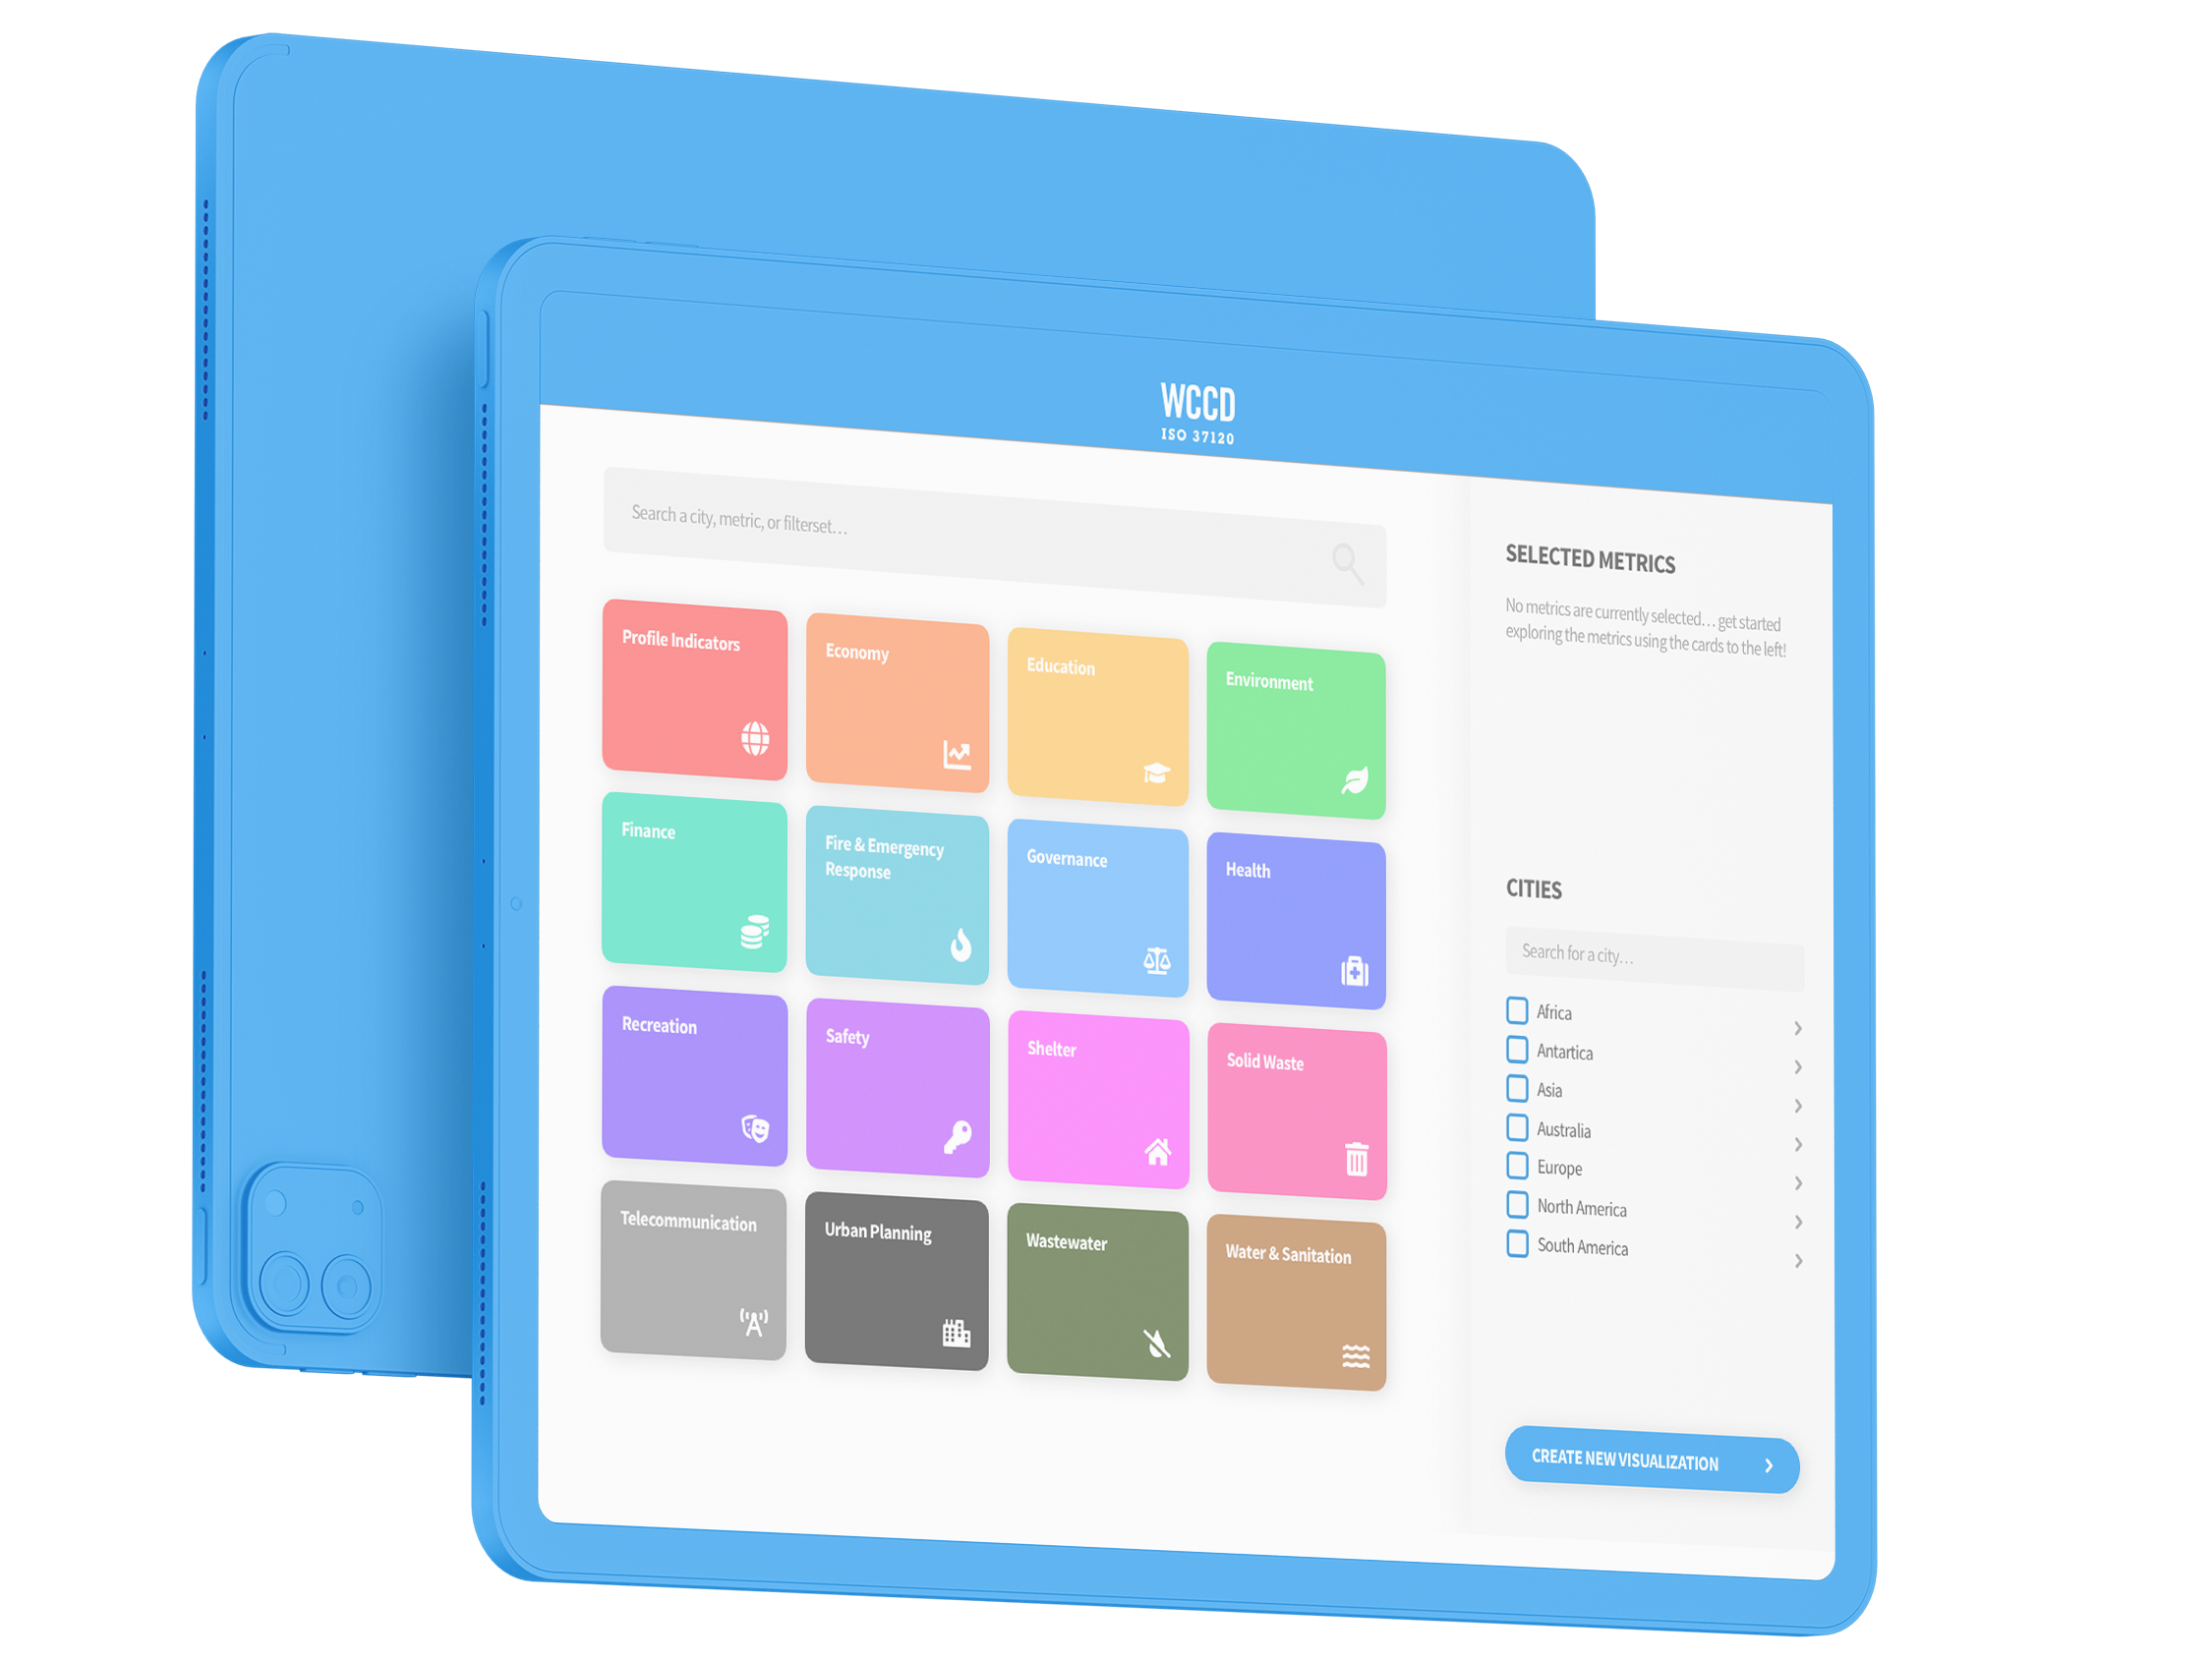 WCCD
ISO 37120
Search a city, metric, or filterset...
Profile Indicators
Economy
Education
Environment
Finance
Fire & Emergency
Response
Governance
Health
Recreation
Safety
Shelter
Solid Waste
Telecommunication
Urban Planning
Wastewater
Water & Sanitation
SELECTED METRICS
No metrics are currently selected... get started
exploring the metrics using the cards to the left!
CITIES
Search for a city...
Africa
Antartica
Asia
Australia
Europe
North America
South America
CREATE NEW VISUALIZATION